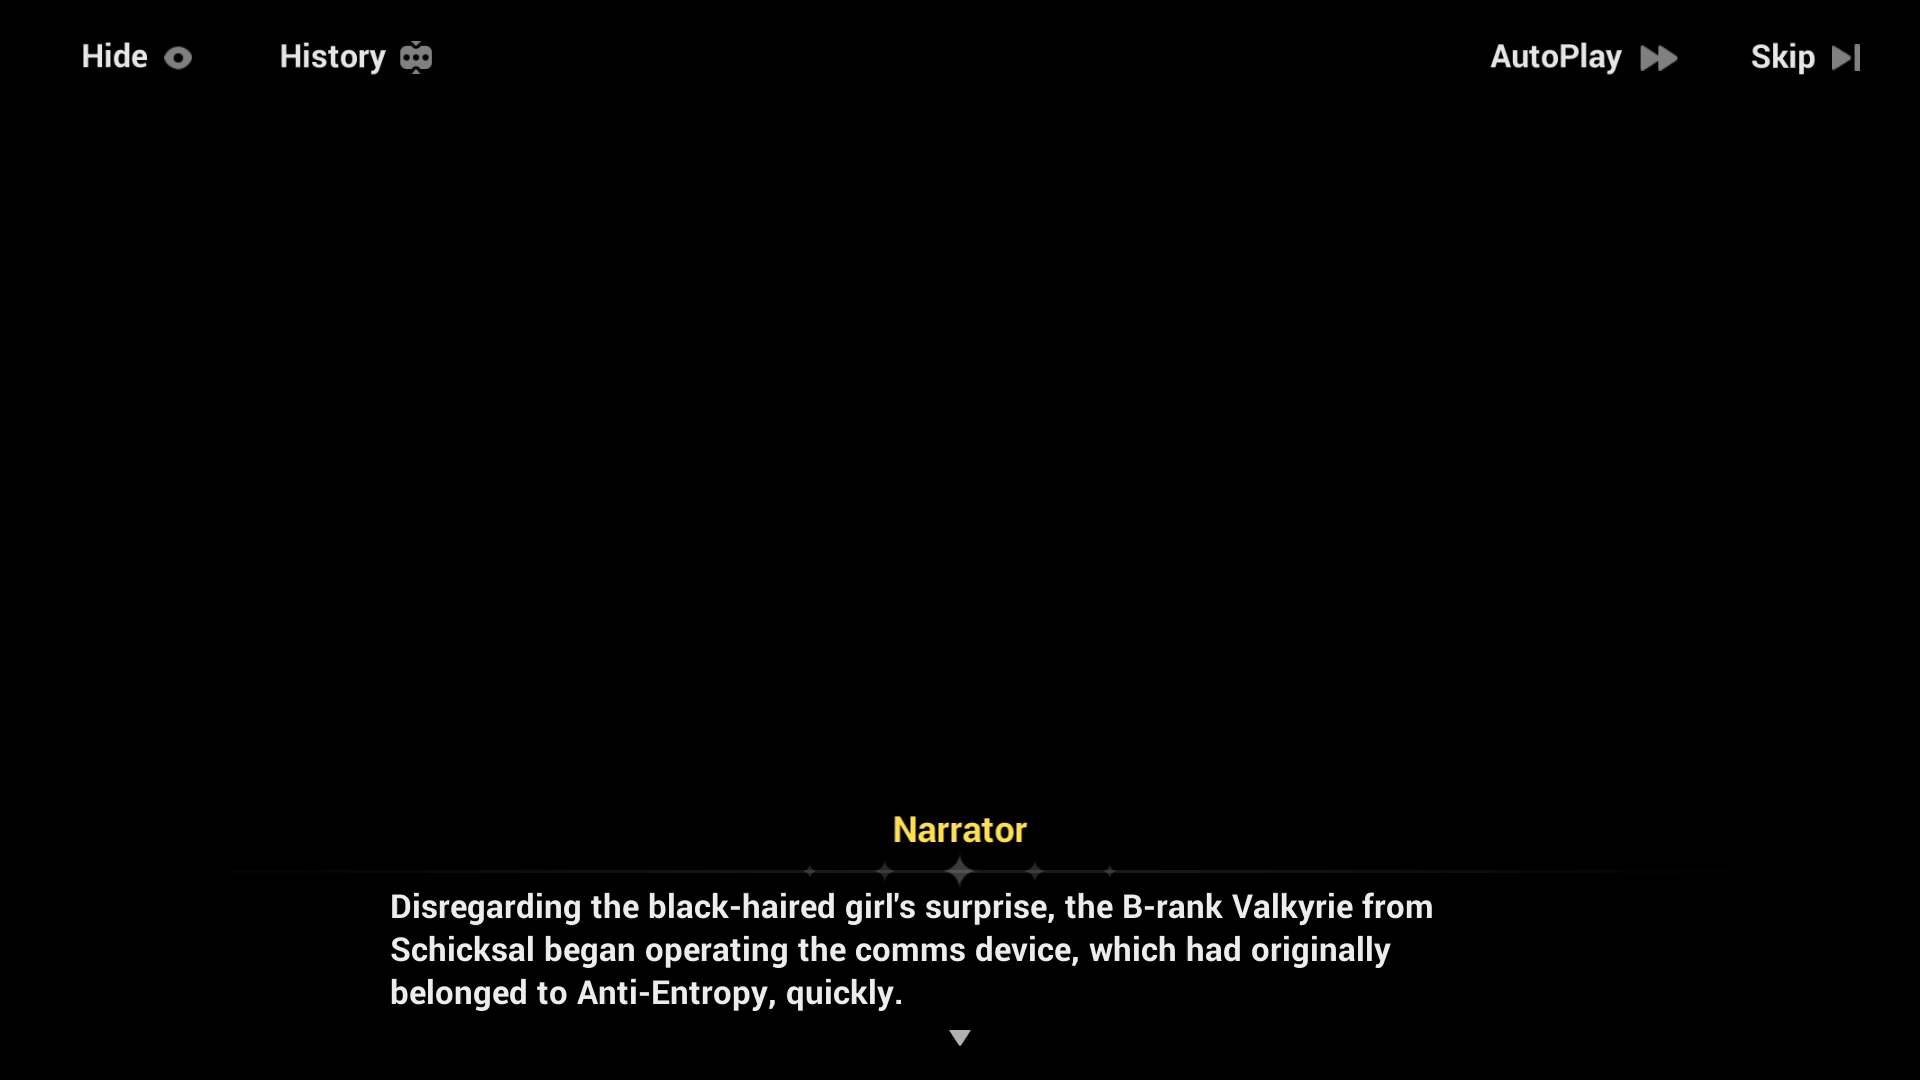 Hide
History
AutoPlay
Skip
Narrator
Disregarding the black-haired girl's surprise, the B-rank Valkyrie from
Schicksal began operating the comms device, which had originally
belonged to Anti-Entropy, quickly.